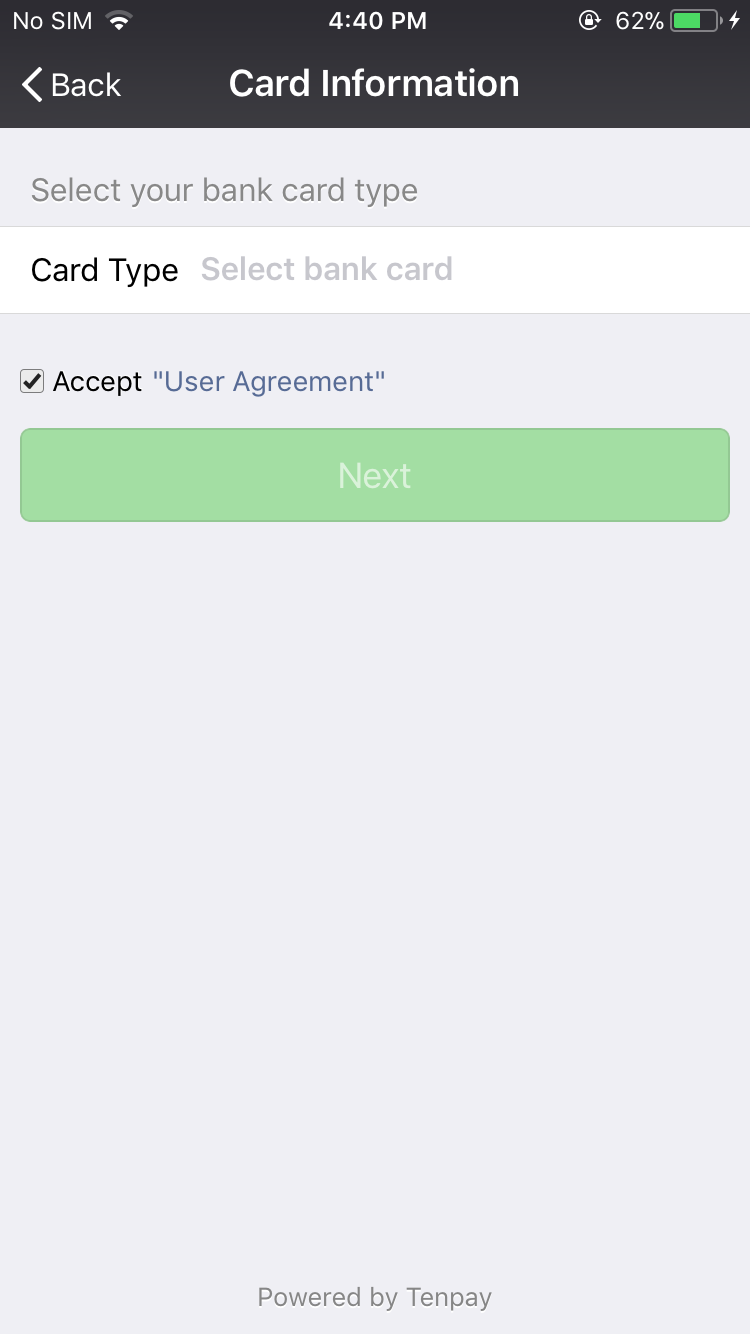 No SIM 4:40 PM 62%
Back Card Information
Select your bank card type
Card Type Select bank card
Accept "User Agreement"
Next
Powered by Tenpay